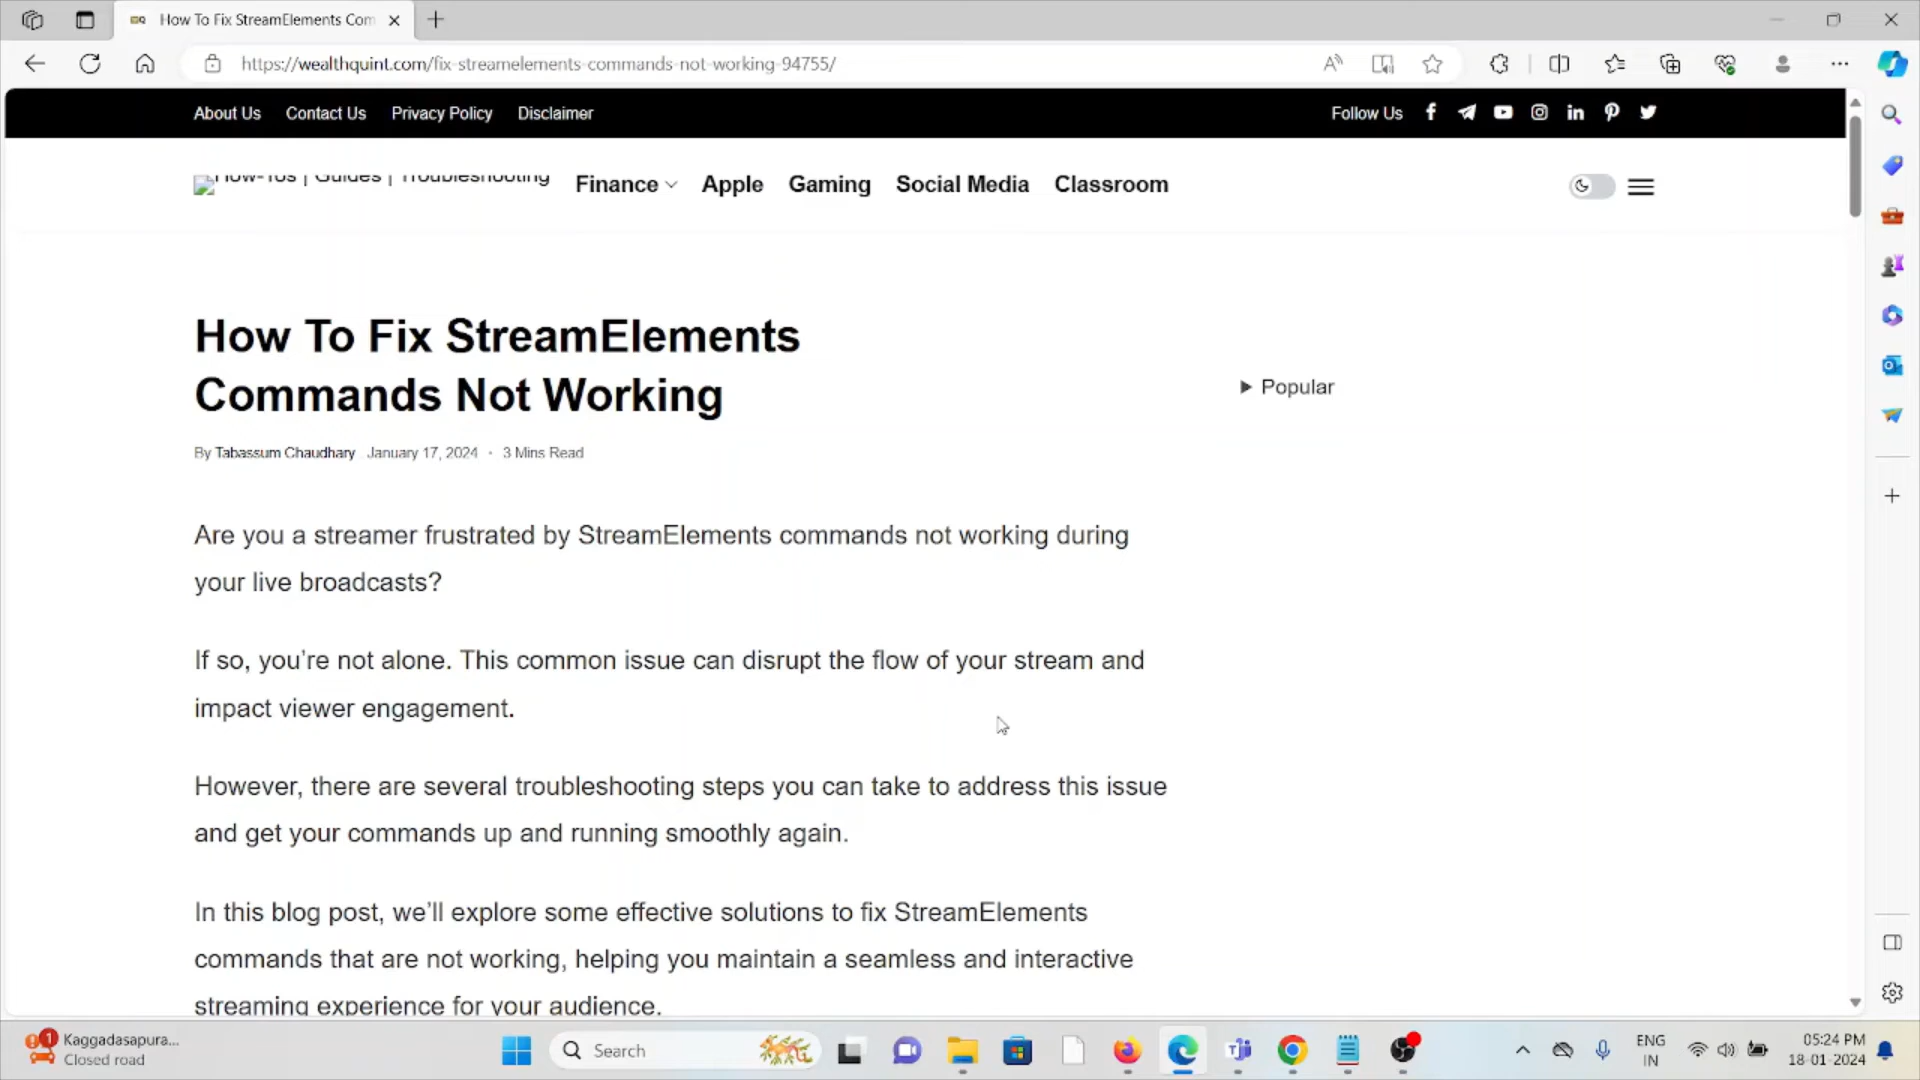 How To Fix StreamElements Com
https://wealthquint.com/fix-streamelements-commands-not-working-94755/
About Us Contact Us Privacy Policy Disclaimer Follow Us
How-Tos | Guides | Troubleshooting Finance Apple Gaming Social Media Classroom
How To Fix StreamElements
Commands Not Working
Popular
By Tabassum Chaudhary January 17, 2024 • 3 Mins Read
Are you a streamer frustrated by StreamElements commands not working during
your live broadcasts?
If so, you’re not alone. This common issue can disrupt the flow of your stream and
impact viewer engagement.
However, there are several troubleshooting steps you can take to address this issue
and get your commands up and running smoothly again.
In this blog post, we’ll explore some effective solutions to fix StreamElements
commands that are not working, helping you maintain a seamless and interactive
streaming experience for your audience.
1 Kaggadasapura...
Closed road
Search
ENG
IN
05:24 PM
18-01-2024